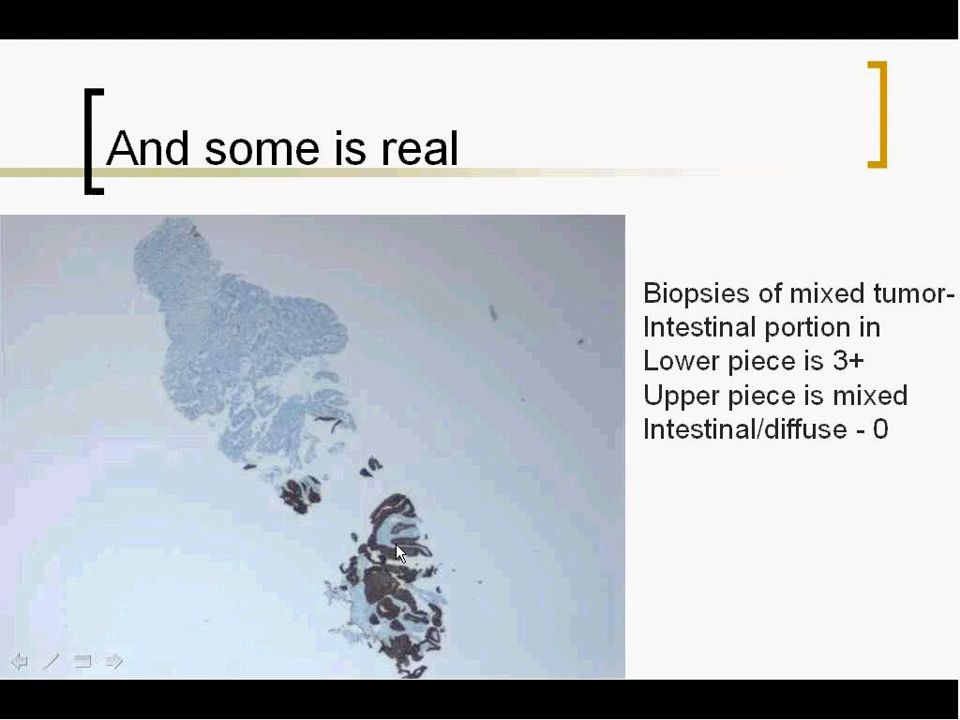 And some is real
Biopsies of mixed tumor-
Intestinal portion in
Lower piece is 3+
Upper piece is mixed
Intestinal/diffuse - 0